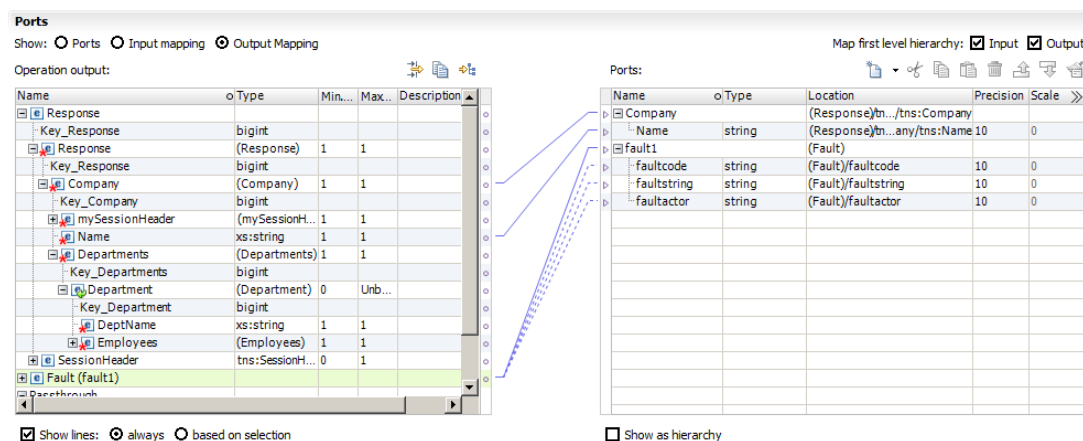 Ports
Show: Ports Input mapping Output Mapping
Map first level hierarchy: Input Output
Operation output:
Ports:
Name Type Min.... Max... Description
Response
Key_Response bigint
Response (Response) 1 1
Key_Response bigint
Company (Company) 1 1
Key_Company bigint
mySessionHeader (mySessionH... 1 1
Name xs:string 1 1
Departments (Departments) 1 1
Key_Departments bigint
Department (Department) 0 Unb...
Key_Department bigint
DeptName xs:string 1 1
Employees (Employees) 1 1
SessionHeader tns:SessionH... 0 1
Fault (fault1)
Passthrough
Name Type Location Precision Scale
Company (Response)/tn.../tns:Company
Name string (Response)/tn...any/tns:Name 10 0
fault1 (Fault)
faultcode string (Fault)/faultcode 10 0
faultstring string (Fault)/faultstring 10 0
faultactor string (Fault)/faultactor 10 0
Show lines: always based on selection
Show as hierarchy